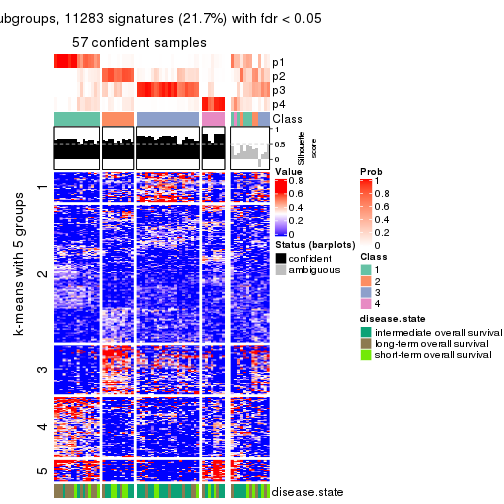 ubgroups, 11283 signatures (21.7%) with fdr < 0.05
57 confident samples
p1
p2
p3
p4
Class
1
0.5
0
Silhouette
score
k-means with 5 groups
1
2
3
4
5
disease.state
Value
0.8
0.6
0.4
0.2
0
Status (barplots)
confident
ambiguous
Prob
1
0.8
0.6
0.4
0.2
0
Class
1
2
3
4
disease.state
intermediate overall survival
long-term overall survival
short-term overall survival